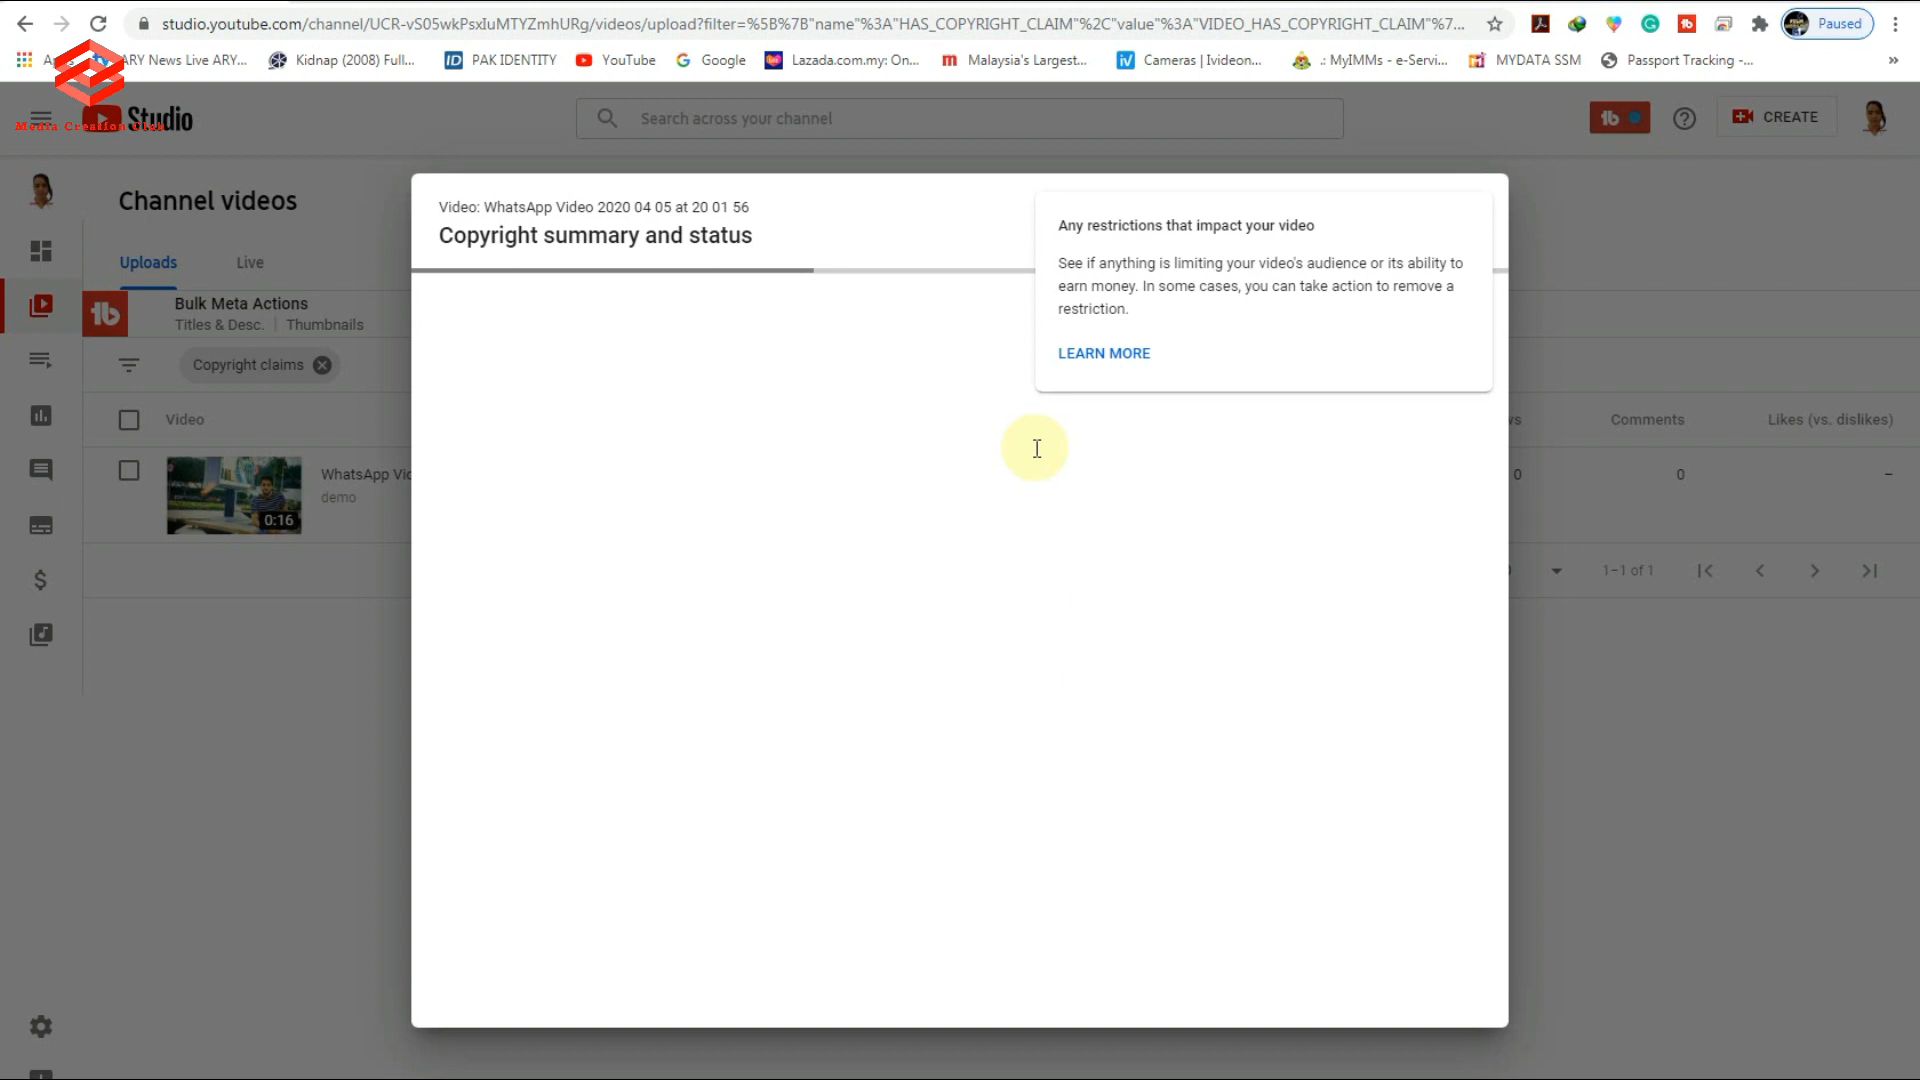 studio.youtube.com/channel/UCR-vS05wkPsxIuMTYZmhURg/videos/upload?filter=%5B%7B"name"%3A"HAS_COPYRIGHT_CLAIM"%2C"value"%3A"VIDEO_HAS_COPYRIGHT_CLAIM"%7...
Paused
ARY News Live ARY...
Kidnap (2008) Full...
ID PAK IDENTITY
YouTube
Google
Lazada.com.my: On...
m Malaysia's Largest...
iv Cameras | Ivideon...
.: MyIMMs - e-Servi...
MYDATA SSM
Passport Tracking -...
»
Studio
Media Creation Club
Search across your channel
CREATE
Channel videos
Uploads
Live
Bulk Meta Actions
Titles & Desc. | Thumbnails
Copyright claims
Video
Comments
Likes (vs. dislikes)
WhatsApp Vid
demo
0:16
0
0
–
1–1 of 1
Video: WhatsApp Video 2020 04 05 at 20 01 56
Copyright summary and status
Any restrictions that impact your video
See if anything is limiting your video's audience or its ability to
earn money. In some cases, you can take action to remove a
restriction.
LEARN MORE